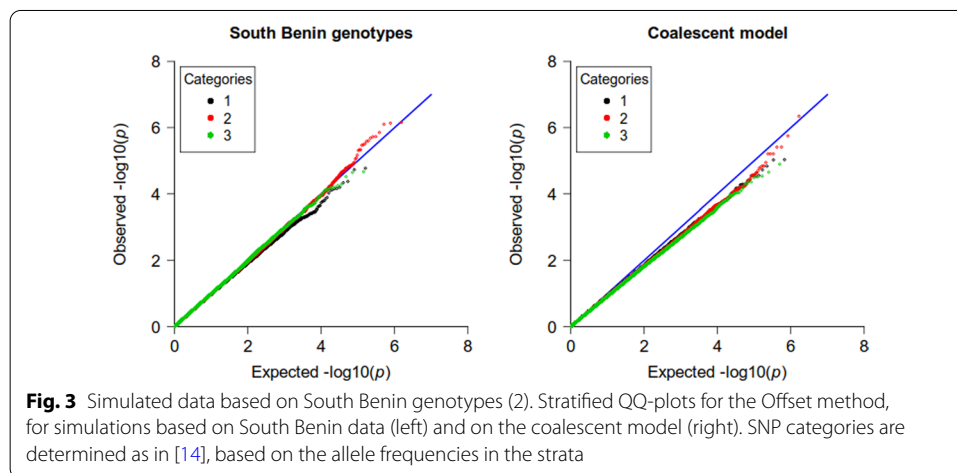 South Benin genotypes
Coalescent model
8
6
4
2
0
Observed -log10(p)
Categories
1
2
3
0
2
4
6
8
Expected -log10(p)
8
6
4
2
0
Observed -log10(p)
Categories
1
2
3
0
2
4
6
8
Expected -log10(p)
Fig. 3 Simulated data based on South Benin genotypes (2). Stratified QQ-plots for the Offset method,
for simulations based on South Benin data (left) and on the coalescent model (right). SNP categories are
determined as in [14], based on the allele frequencies in the strata